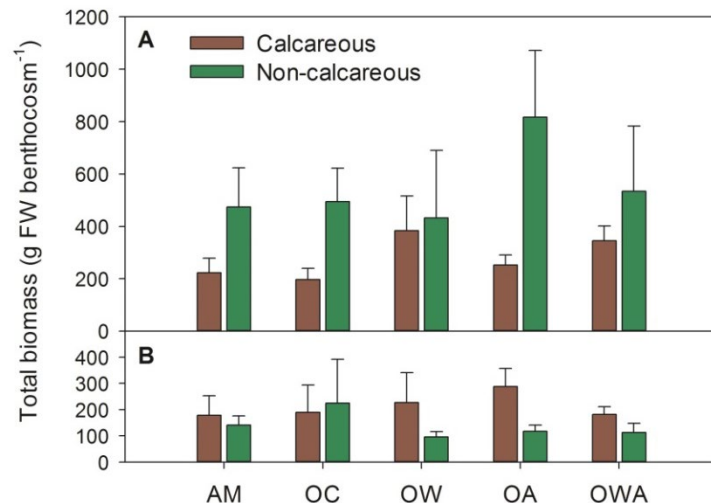 1200
A
Calcareous
1000
Non-calcareous
800
600
400
200
0
Total biomass (g FW benthocosm⁻¹)
B
400
300
200
100
0
AM OC OW OA OWA